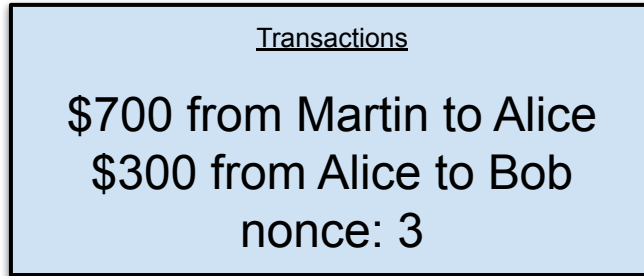 Transactions
$700 from Martin to Alice
$300 from Alice to Bob
nonce: 3